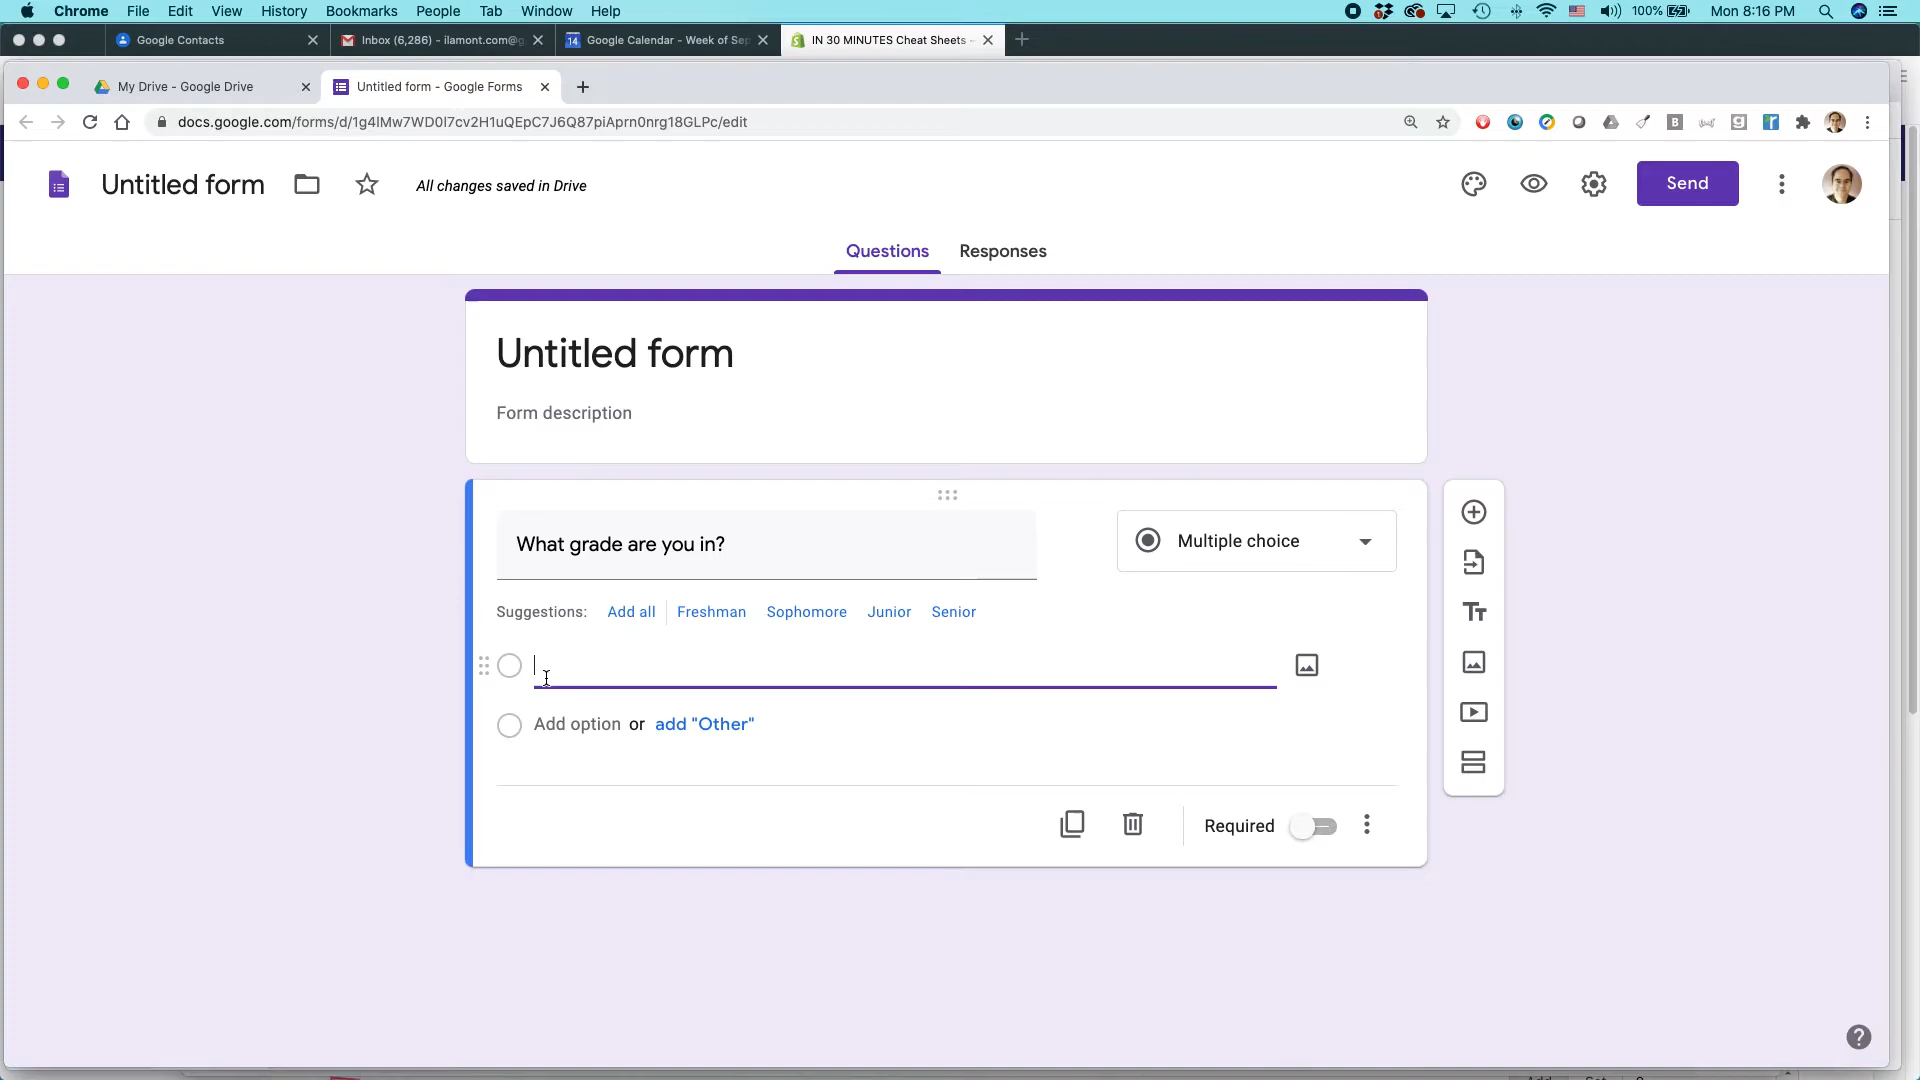 Chrome File Edit View History Bookmarks People Tab Window Help 100% Mon 8:16 PM
Google Contacts Inbox (6,286) - ilamont.com@g 14 Google Calendar - Week of Sep IN 30 MINUTES Cheat Sheets -
My Drive - Google Drive Untitled form - Google Forms
docs.google.com/forms/d/1g4lMw7WD0l7cv2H1uQEpC7J6Q87piAprn0nrg18GLPc/edit
Untitled form All changes saved in Drive Send
Questions Responses
Untitled form
Form description
What grade are you in? Multiple choice
Suggestions: Add all Freshman Sophomore Junior Senior
Add option or add "Other"
Required